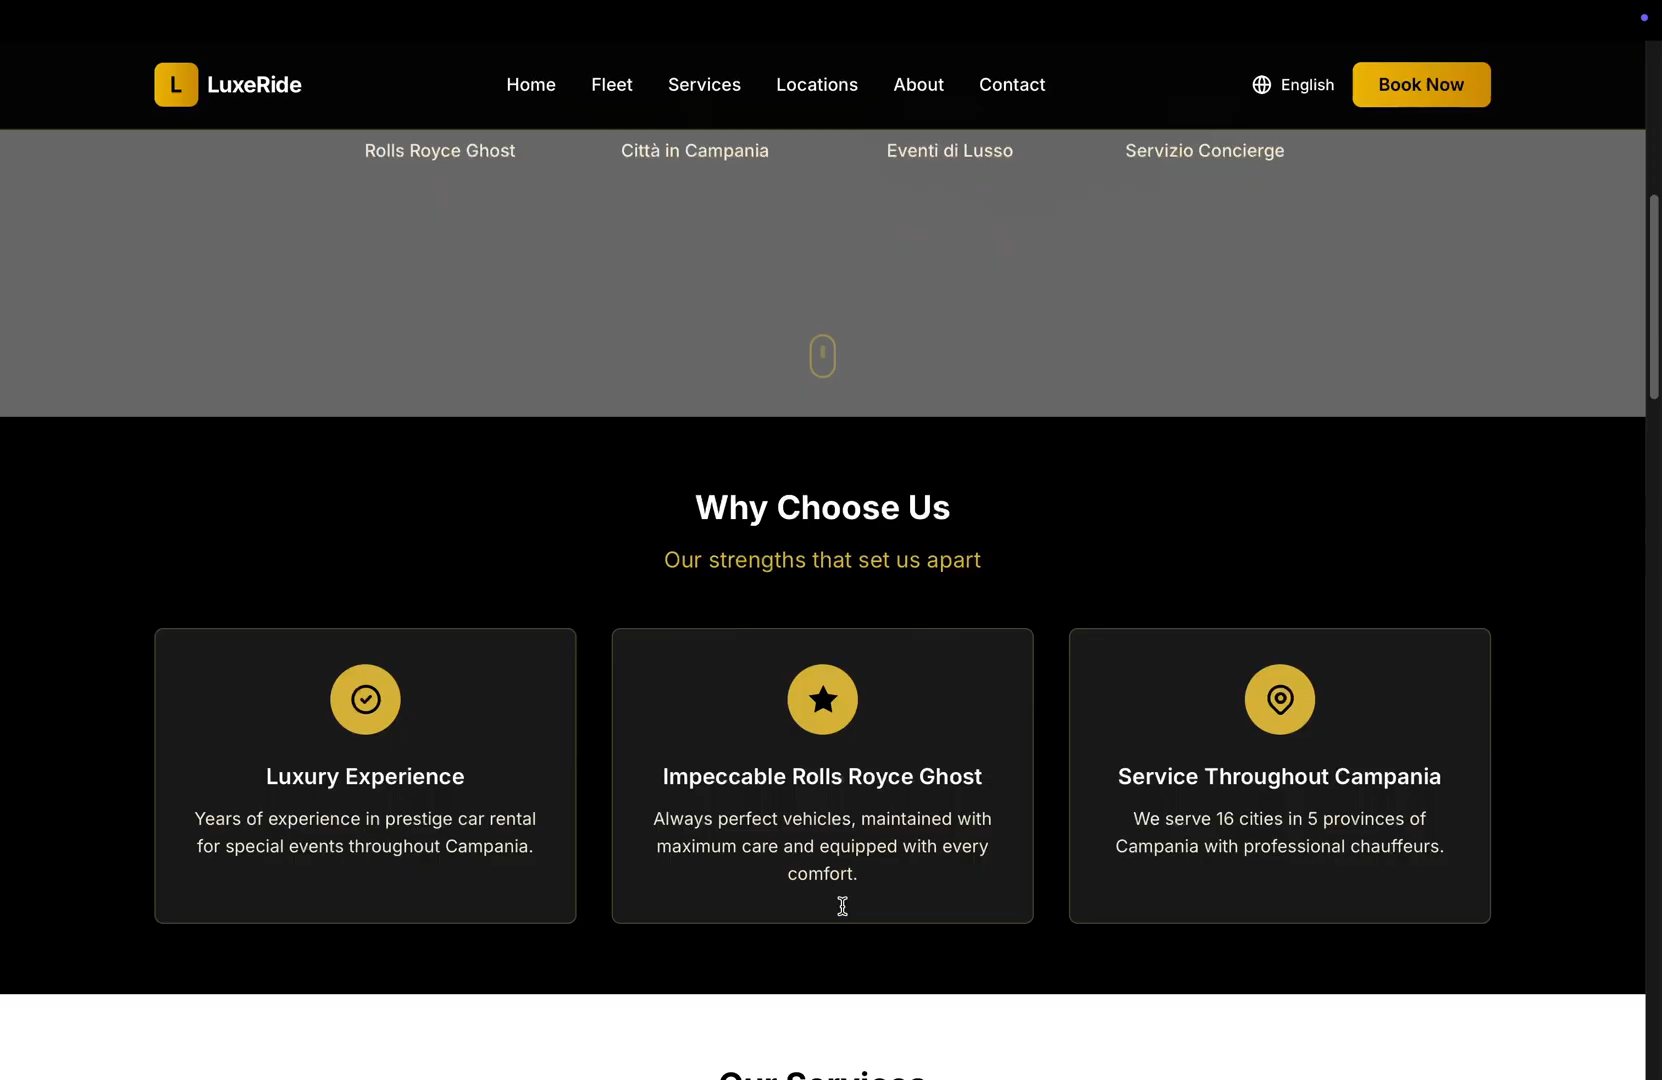 L LuxeRide
Home Fleet Services Locations About Contact
English
Book Now
Rolls Royce Ghost Città in Campania Eventi di Lusso Servizio Concierge
Why Choose Us
Our strengths that set us apart
Luxury Experience
Years of experience in prestige car rental
for special events throughout Campania.
Impeccable Rolls Royce Ghost
Always perfect vehicles, maintained with
maximum care and equipped with every
comfort.
Service Throughout Campania
We serve 16 cities in 5 provinces of
Campania with professional chauffeurs.
Our Services